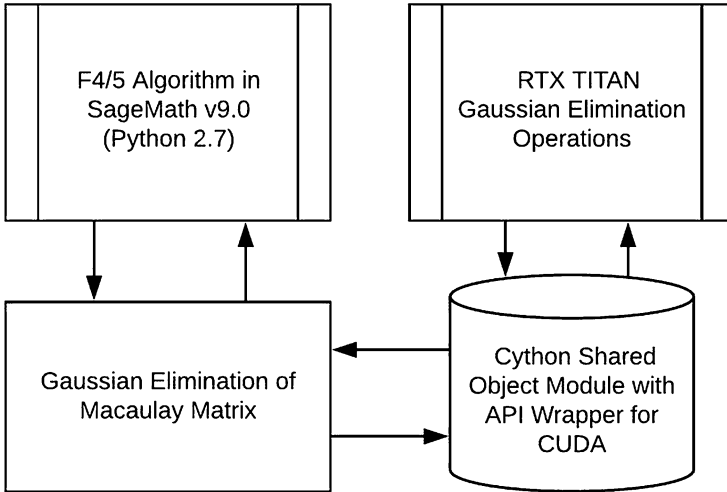 F4/5 Algorithm in
SageMath v9.0
(Python 2.7)
RTX TITAN
Gaussian Elimination
Operations
Gaussian Elimination of
Macaulay Matrix
Cython Shared
Object Module with
API Wrapper for
CUDA